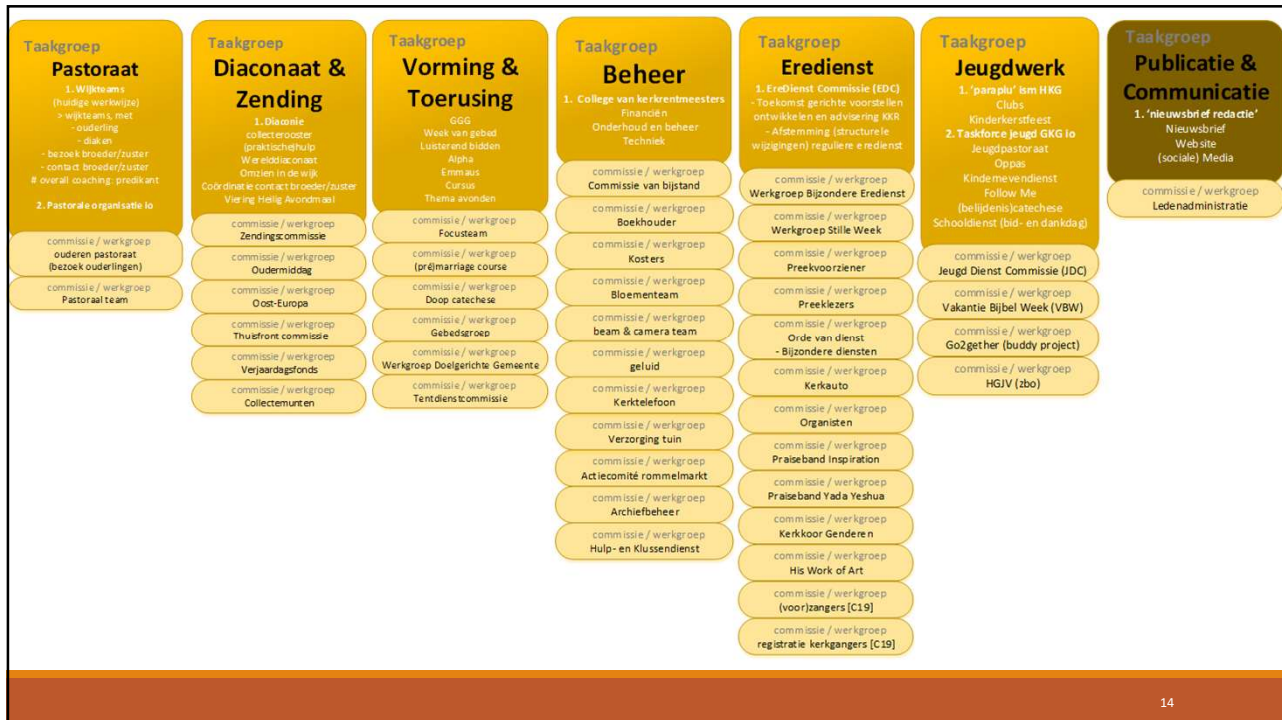 Taakgroep
Pastoraat
1. Wijkteams
(huidige werkwijze)
> wijkteams, met
- ouderling
- diaken
- bezoek broeder/zuster
- contact broeder/zuster
# overall coaching: predikant
2. Pastorale organisatie io
commissie / werkgroep
ouderen pastoraat
(bezoek ouderlingen)
commissie / werkgroep
Pastoraal team
Taakgroep
Diaconaat &
Zending
1. Diaconie
collecterooster
(praktische)hulp
Werelddiaconaat
Omzien in de wijk
Coördinatie contact broeder/zuster
Viering Heilig Avondmaal
commissie / werkgroep
Zendingscommissie
commissie / werkgroep
Oudermiddag
commissie / werkgroep
Oost-Europa
commissie / werkgroep
Thuisfront commissie
commissie / werkgroep
Verjaardagsfonds
commissie / werkgroep
Collectemunten
Taakgroep
Vorming &
Toerusting
GGG
Week van gebed
Luisterend bidden
Alpha
Emmaus
Cursus
Thema avonden
commissie / werkgroep
Focusteam
commissie / werkgroep
(pré)marriage course
commissie / werkgroep
Doop catechese
commissie / werkgroep
Gebedsgroep
commissie / werkgroep
Werkgroep Doelgerichte Gemeente
commissie / werkgroep
Tentdienstcommissie
Taakgroep
Beheer
1. College van kerkrentmeesters
Financiën
Onderhoud en beheer
Techniek
commissie / werkgroep
Commissie van bijstand
commissie / werkgroep
Boekhouder
commissie / werkgroep
Kosters
commissie / werkgroep
Bloementeam
commissie / werkgroep
beam & camera team
commissie / werkgroep
geluid
commissie / werkgroep
Kerktelefoon
commissie / werkgroep
Verzorging tuin
commissie / werkgroep
Actiecomité rommelmarkt
commissie / werkgroep
Archiefbeheer
commissie / werkgroep
Hulp- en Klussendienst
Taakgroep
Eredienst
1. EreDienst Commissie (EDC)
- Toekomst gerichte voorstellen
ontwikkelen en advisering KKR
- Afstemming (structurele
wijzigingen) reguliere eredienst
commissie / werkgroep
Werkgroep Bijzondere Eredienst
commissie / werkgroep
Werkgroep Stille Week
commissie / werkgroep
Preekvoorziener
commissie / werkgroep
Preeklezers
commissie / werkgroep
Orde van dienst
- Bijzondere diensten
commissie / werkgroep
Kerkauto
commissie / werkgroep
Organisten
commissie / werkgroep
Praiseband Inspiration
commissie / werkgroep
Praiseband Yada Yeshua
commissie / werkgroep
Kerkkoor Genderen
commissie / werkgroep
His Work of Art
commissie / werkgroep
(voor)zangers [C19]
commissie / werkgroep
registratie kerkgangers [C19]
Taakgroep
Jeugdwerk
1. ‘paraplu’ ism HKG
Clubs
Kinderkerstfeest
2. Taskforce jeugd GKG io
Jeugdpastoraat
Oppas
Kindernevendienst
Follow Me
(belijdenis)catechese
Schooldienst (bid- en dankdag)
commissie / werkgroep
Jeugd Dienst Commissie (JDC)
commissie / werkgroep
Vakantie Bijbel Week (VBW)
commissie / werkgroep
Go2gether (buddy project)
commissie / werkgroep
HGJV (zbo)
Taakgroep
Publicatie &
Communicatie
1. ‘nieuwsbrief redactie’
Nieuwsbrief
Website
(sociale) Media
commissie / werkgroep
Ledenadministratie
14